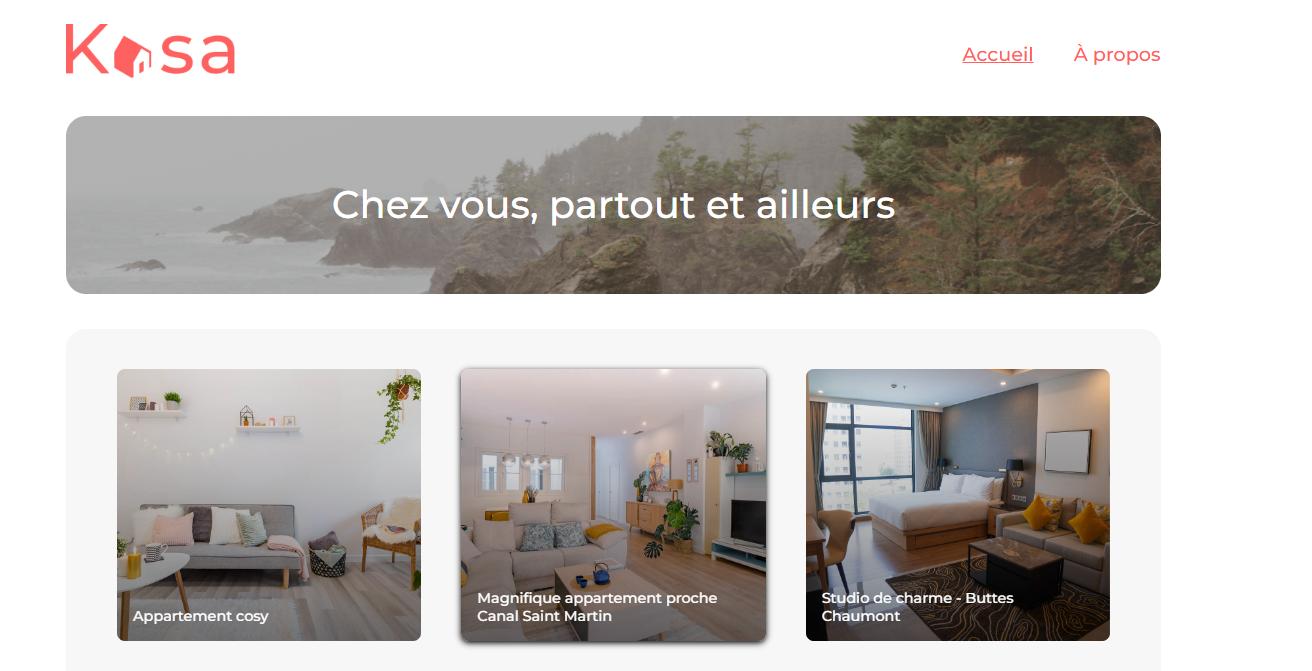 Kasa
Accueil
À propos
Chez vous, partout et ailleurs
Appartement cosy
Magnifique appartement proche
Canal Saint Martin
Studio de charme - Buttes
Chaumont